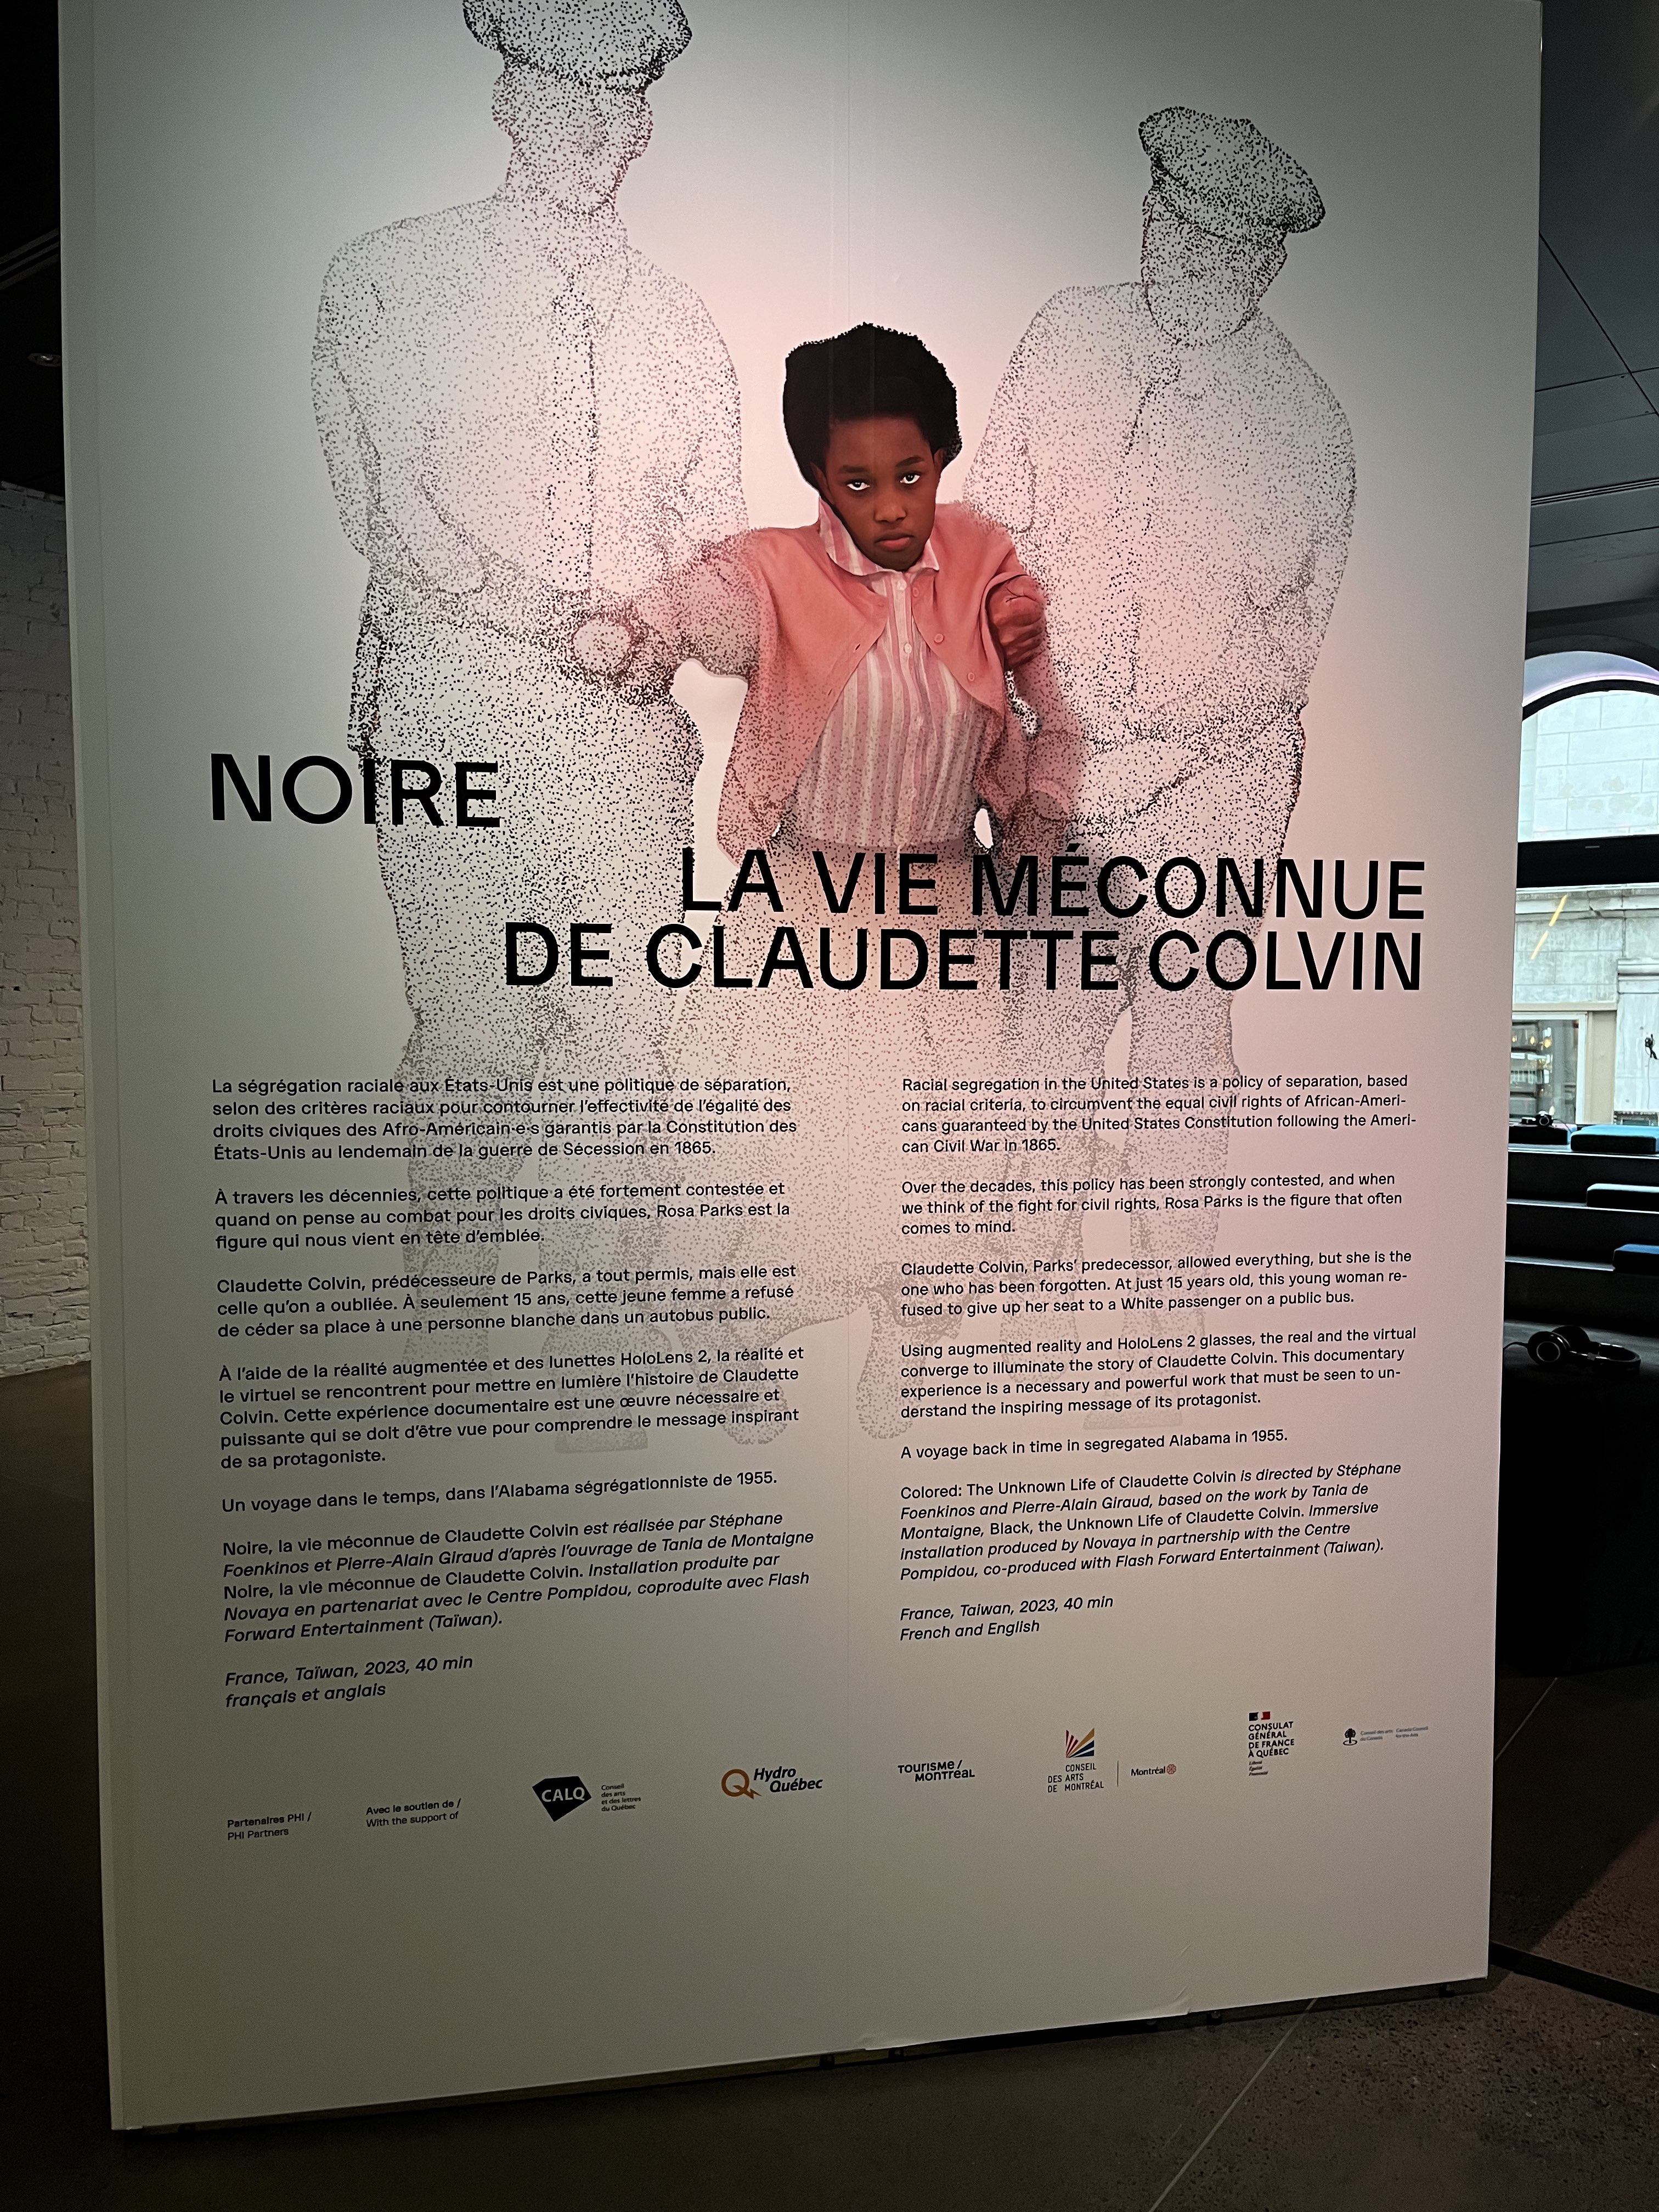 NOIRE
LA VIE MÉCONNUE
DE CLAUDETTE COLVIN
La ségrégation raciale aux États-Unis est une politique de séparation,
selon des critères raciaux pour contourner l'effectivité de l'égalité des
droits civiques des Afro-Américain·e·s garantis par la Constitution des
États-Unis au lendemain de la guerre de Sécession en 1865.
À travers les décennies, cette politique a été fortement contestée et
quand on pense au combat pour les droits civiques, Rosa Parks est la
figure qui nous vient en tête d'emblée.
Claudette Colvin, prédécesseure de Parks, a tout permis, mais elle est
celle qu'on a oubliée. À seulement 15 ans, cette jeune femme a refusé
de céder sa place à une personne blanche dans un autobus public.
À l'aide de la réalité augmentée et des lunettes HoloLens 2, la réalité et
le virtuel se rencontrent pour mettre en lumière l'histoire de Claudette
Colvin. Cette expérience documentaire est une œuvre nécessaire et
puissante qui se doit d'être vue pour comprendre le message inspirant
de sa protagoniste.
Un voyage dans le temps, dans l'Alabama ségrégationniste de 1955.
Noire, la vie méconnue de Claudette Colvin est réalisée par Stéphane
Foenkinos et Pierre-Alain Giraud d'après l'ouvrage de Tania de Montaigne
Noire, la vie méconnue de Claudette Colvin. Installation produite par
Novaya en partenariat avec le Centre Pompidou, coproduite avec Flash
Forward Entertainment (Taïwan).
France, Taïwan, 2023, 40 min
français et anglais
Racial segregation in the United States is a policy of separation, based
on racial criteria, to circumvent the equal civil rights of African-Ameri-
cans guaranteed by the United States Constitution following the Ameri-
can Civil War in 1865.
Over the decades, this policy has been strongly contested, and when
we think of the fight for civil rights, Rosa Parks is the figure that often
comes to mind.
Claudette Colvin, Parks' predecessor, allowed everything, but she is the
one who has been forgotten. At just 15 years old, this young woman re-
fused to give up her seat to a White passenger on a public bus.
Using augmented reality and HoloLens 2 glasses, the real and the virtual
converge to illuminate the story of Claudette Colvin. This documentary
experience is a necessary and powerful work that must be seen to un-
derstand the inspiring message of its protagonist.
A voyage back in time in segregated Alabama in 1955.
Colored: The Unknown Life of Claudette Colvin is directed by Stéphane
Foenkinos and Pierre-Alain Giraud, based on the work by Tania de
Montaigne, Black, the Unknown Life of Claudette Colvin. Immersive
installation produced by Novaya in partnership with the Centre
Pompidou, co-produced with Flash Forward Entertainment (Taiwan).
France, Taiwan, 2023, 40 min
French and English
Partenaires PHI /
PHI Partners
Avec le soutien de /
With the support of
CALQ
Conseil
des arts
et des lettres
du Québec
Hydro
Québec
TOURISME /
MONTRÉAL
CONSEIL
DES ARTS
DE MONTRÉAL
Montréal
CONSULAT
GÉNÉRAL
DE FRANCE
À QUÉBEC
Liberté
Égalité
Fraternité
Conseil des arts
du Canada
Canada Council
for the Arts